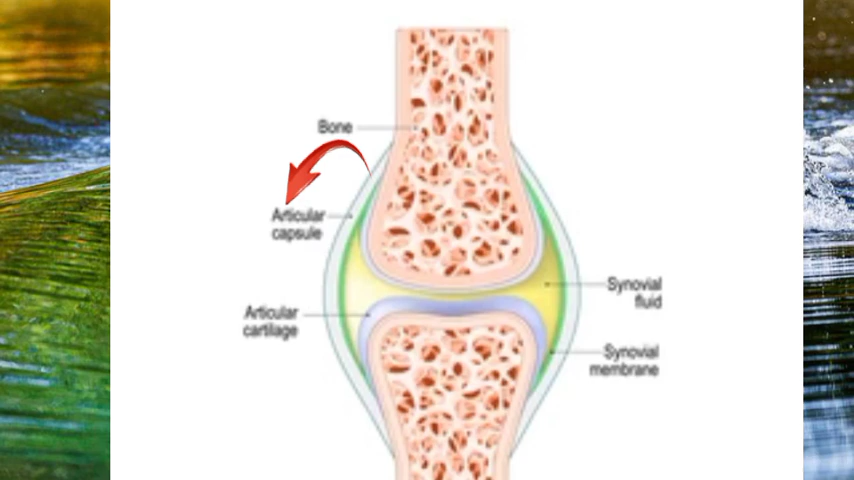 Bone
Articular
capsule
Synovial
fluid
Articular
cartilage
Synovial
membrane